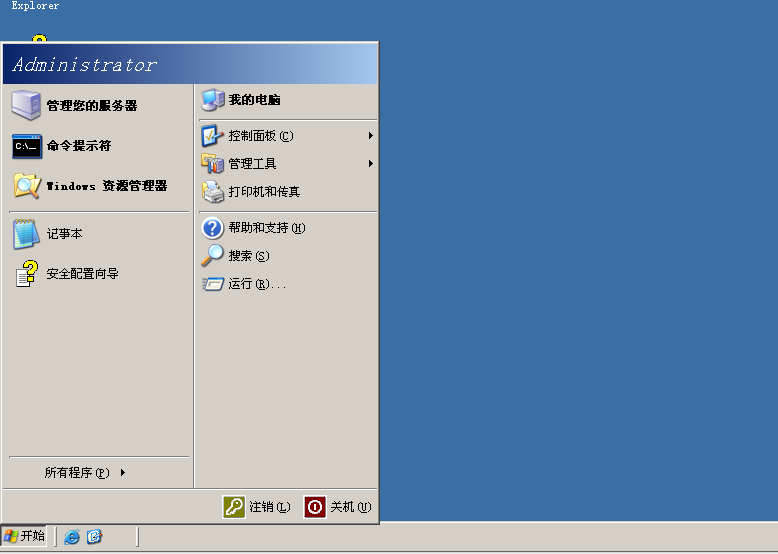 Explorer
Administrator
管理您的服务器
命令提示符
C:\_
Windows 资源管理器
记事本
安全配置向导
所有程序(P)
我的电脑
控制面板(C)
管理工具
打印机和传真
帮助和支持(H)
搜索(S)
运行(R)...
注销(L)
关机(U)
开始